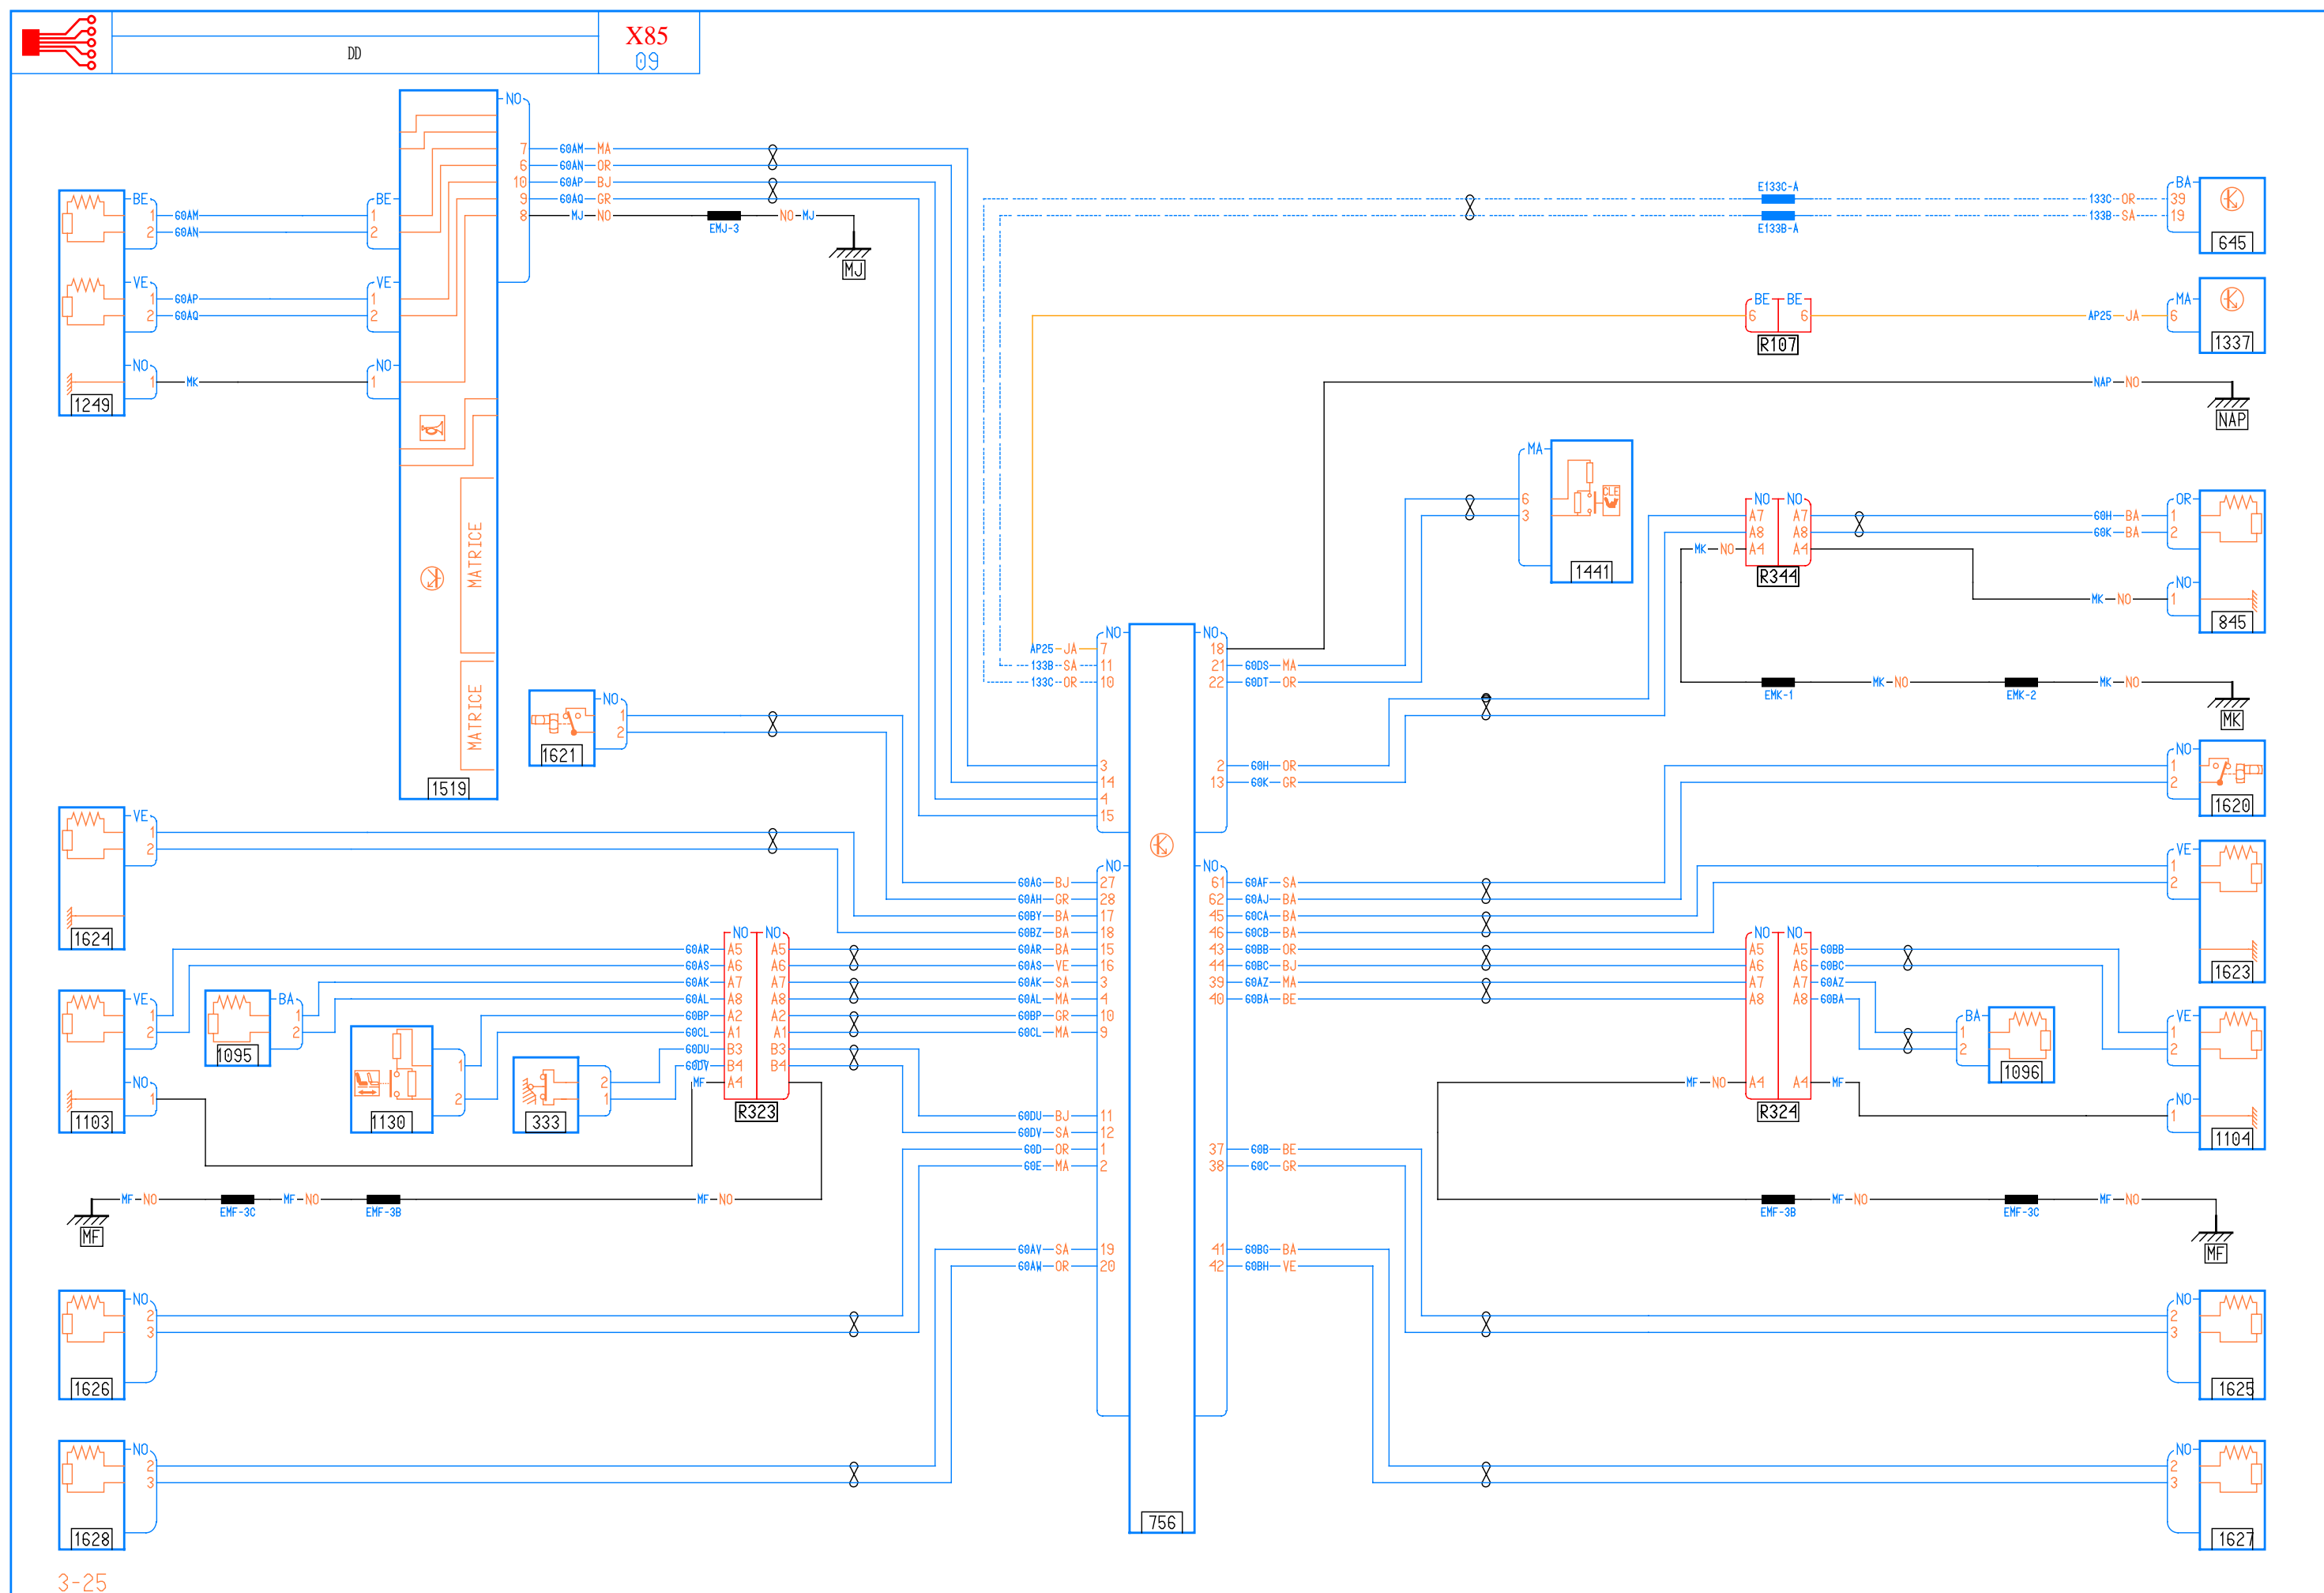 X85
DD
09
NO
7 60AM MA
6 60AN OR
10 60AP BJ
9 60AQ GR
8 MJ NO
EMJ-3
NO MJ
MJ
BE
1 60AM
2 60AN
BE
1
2
VE
1 60AP
2 60AQ
VE
1
2
NO
1 MK
NO
1
1249
MATRICE
MATRICE
1519
E133C-A
E133B-A
BA
133C OR 39
133B SA 19
645
BE BE
6 6
R107
MA
AP25 JA 6
1337
NAP NO
NAP
MA
6
3
CLE
1441
NO NO
A7 A7
A8 A8
MK NO A4 A4
R344
OR
60H BA 1
60K BA 2
NO
MK NO 1
845
EMK-1
MK NO
EMK-2
MK NO
MK
NO
AP25 JA 7
133B SA 11
133C OR 10
3
14
4
15
NO
18
21 60DS MA
22 60DT OR
2 60H OR
13 60K GR
NO
1
2
1621
NO
1
2
1620
VE
1
2
1624
VE
1
2
1623
NO
60AG BJ 27
60AH GR 28
60BY BA 17
60BZ BA 18
60AR BA 15
60AS VE 16
60AK SA 3
60AL MA 4
60BP GR 10
60CL MA 9
60DU BJ 11
60DV SA 12
60D OR 1
60E MA 2
60AV SA 19
60AW OR 20
NO
61 60AF SA
62 60AJ BA
45 60CA BA
46 60CB BA
43 60BB OR
44 60BC BJ
39 60AZ MA
40 60BA BE
37 60B BE
38 60C GR
41 60BG BA
42 60BH VE
756
NO NO
60AR A5 A5
60AS A6 A6
60AK A7 A7
60AL A8 A8
60BP A2 A2
60CL A1 A1
60DU B3 B3
60DV B4 B4
MF A4
R323
VE
1
2
NO
1
1103
BA
1
2
1095
1
2
1130
2
1
333
NO NO
A5 A5 60BB
A6 A6 60BC
A7 A7 60AZ
A8 A8 60BA
MF NO A4 A4 MF
R324
BA
1
2
1096
VE
1
2
NO
1
1104
MF NO
EMF-3C
MF NO
EMF-3B
MF NO
MF
EMF-3B
MF NO
EMF-3C
MF NO
MF
NO
2
3
1626
NO
2
3
1625
NO
2
3
1628
NO
2
3
1627
3-25